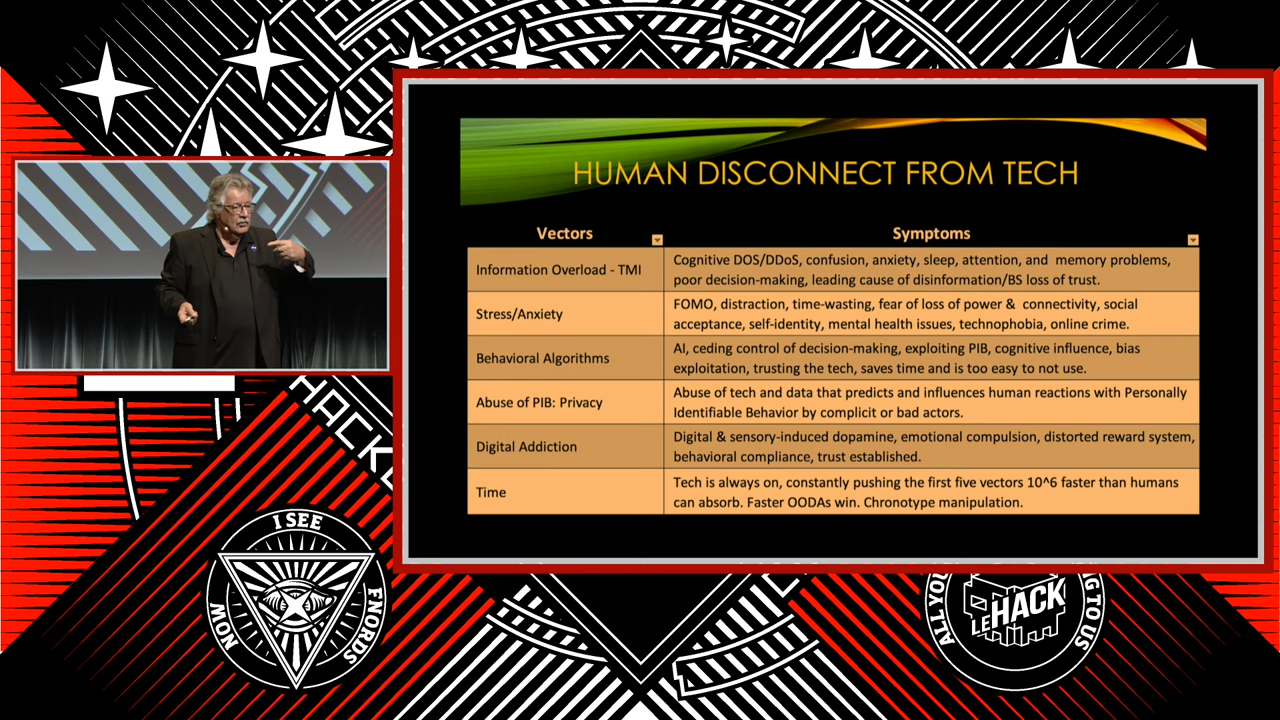 HUMAN DISCONNECT FROM TECH
Vectors
Symptoms
Information Overload - TMI
Cognitive DOS/DDoS, confusion, anxiety, sleep, attention, and memory problems,
poor decision-making, leading cause of disinformation/BS loss of trust.
Stress/Anxiety
FOMO, distraction, time-wasting, fear of loss of power & connectivity, social
acceptance, self-identity, mental health issues, technophobia, online crime.
Behavioral Algorithms
AI, ceding control of decision-making, exploiting PIB, cognitive influence, bias
exploitation, trusting the tech, saves time and is too easy to not use.
Abuse of PIB: Privacy
Abuse of tech and data that predicts and influences human reactions with Personally
Identifiable Behavior by complicit or bad actors.
Digital Addiction
Digital & sensory-induced dopamine, emotional compulsion, distorted reward system,
behavioral compliance, trust established.
Time
Tech is always on, constantly pushing the first five vectors 10^6 faster than humans
can absorb. Faster OODAs win. Chronotype manipulation.
HACK
NOW
I SEE
FNORDS
ALL YO
LEHACK
NG TO US